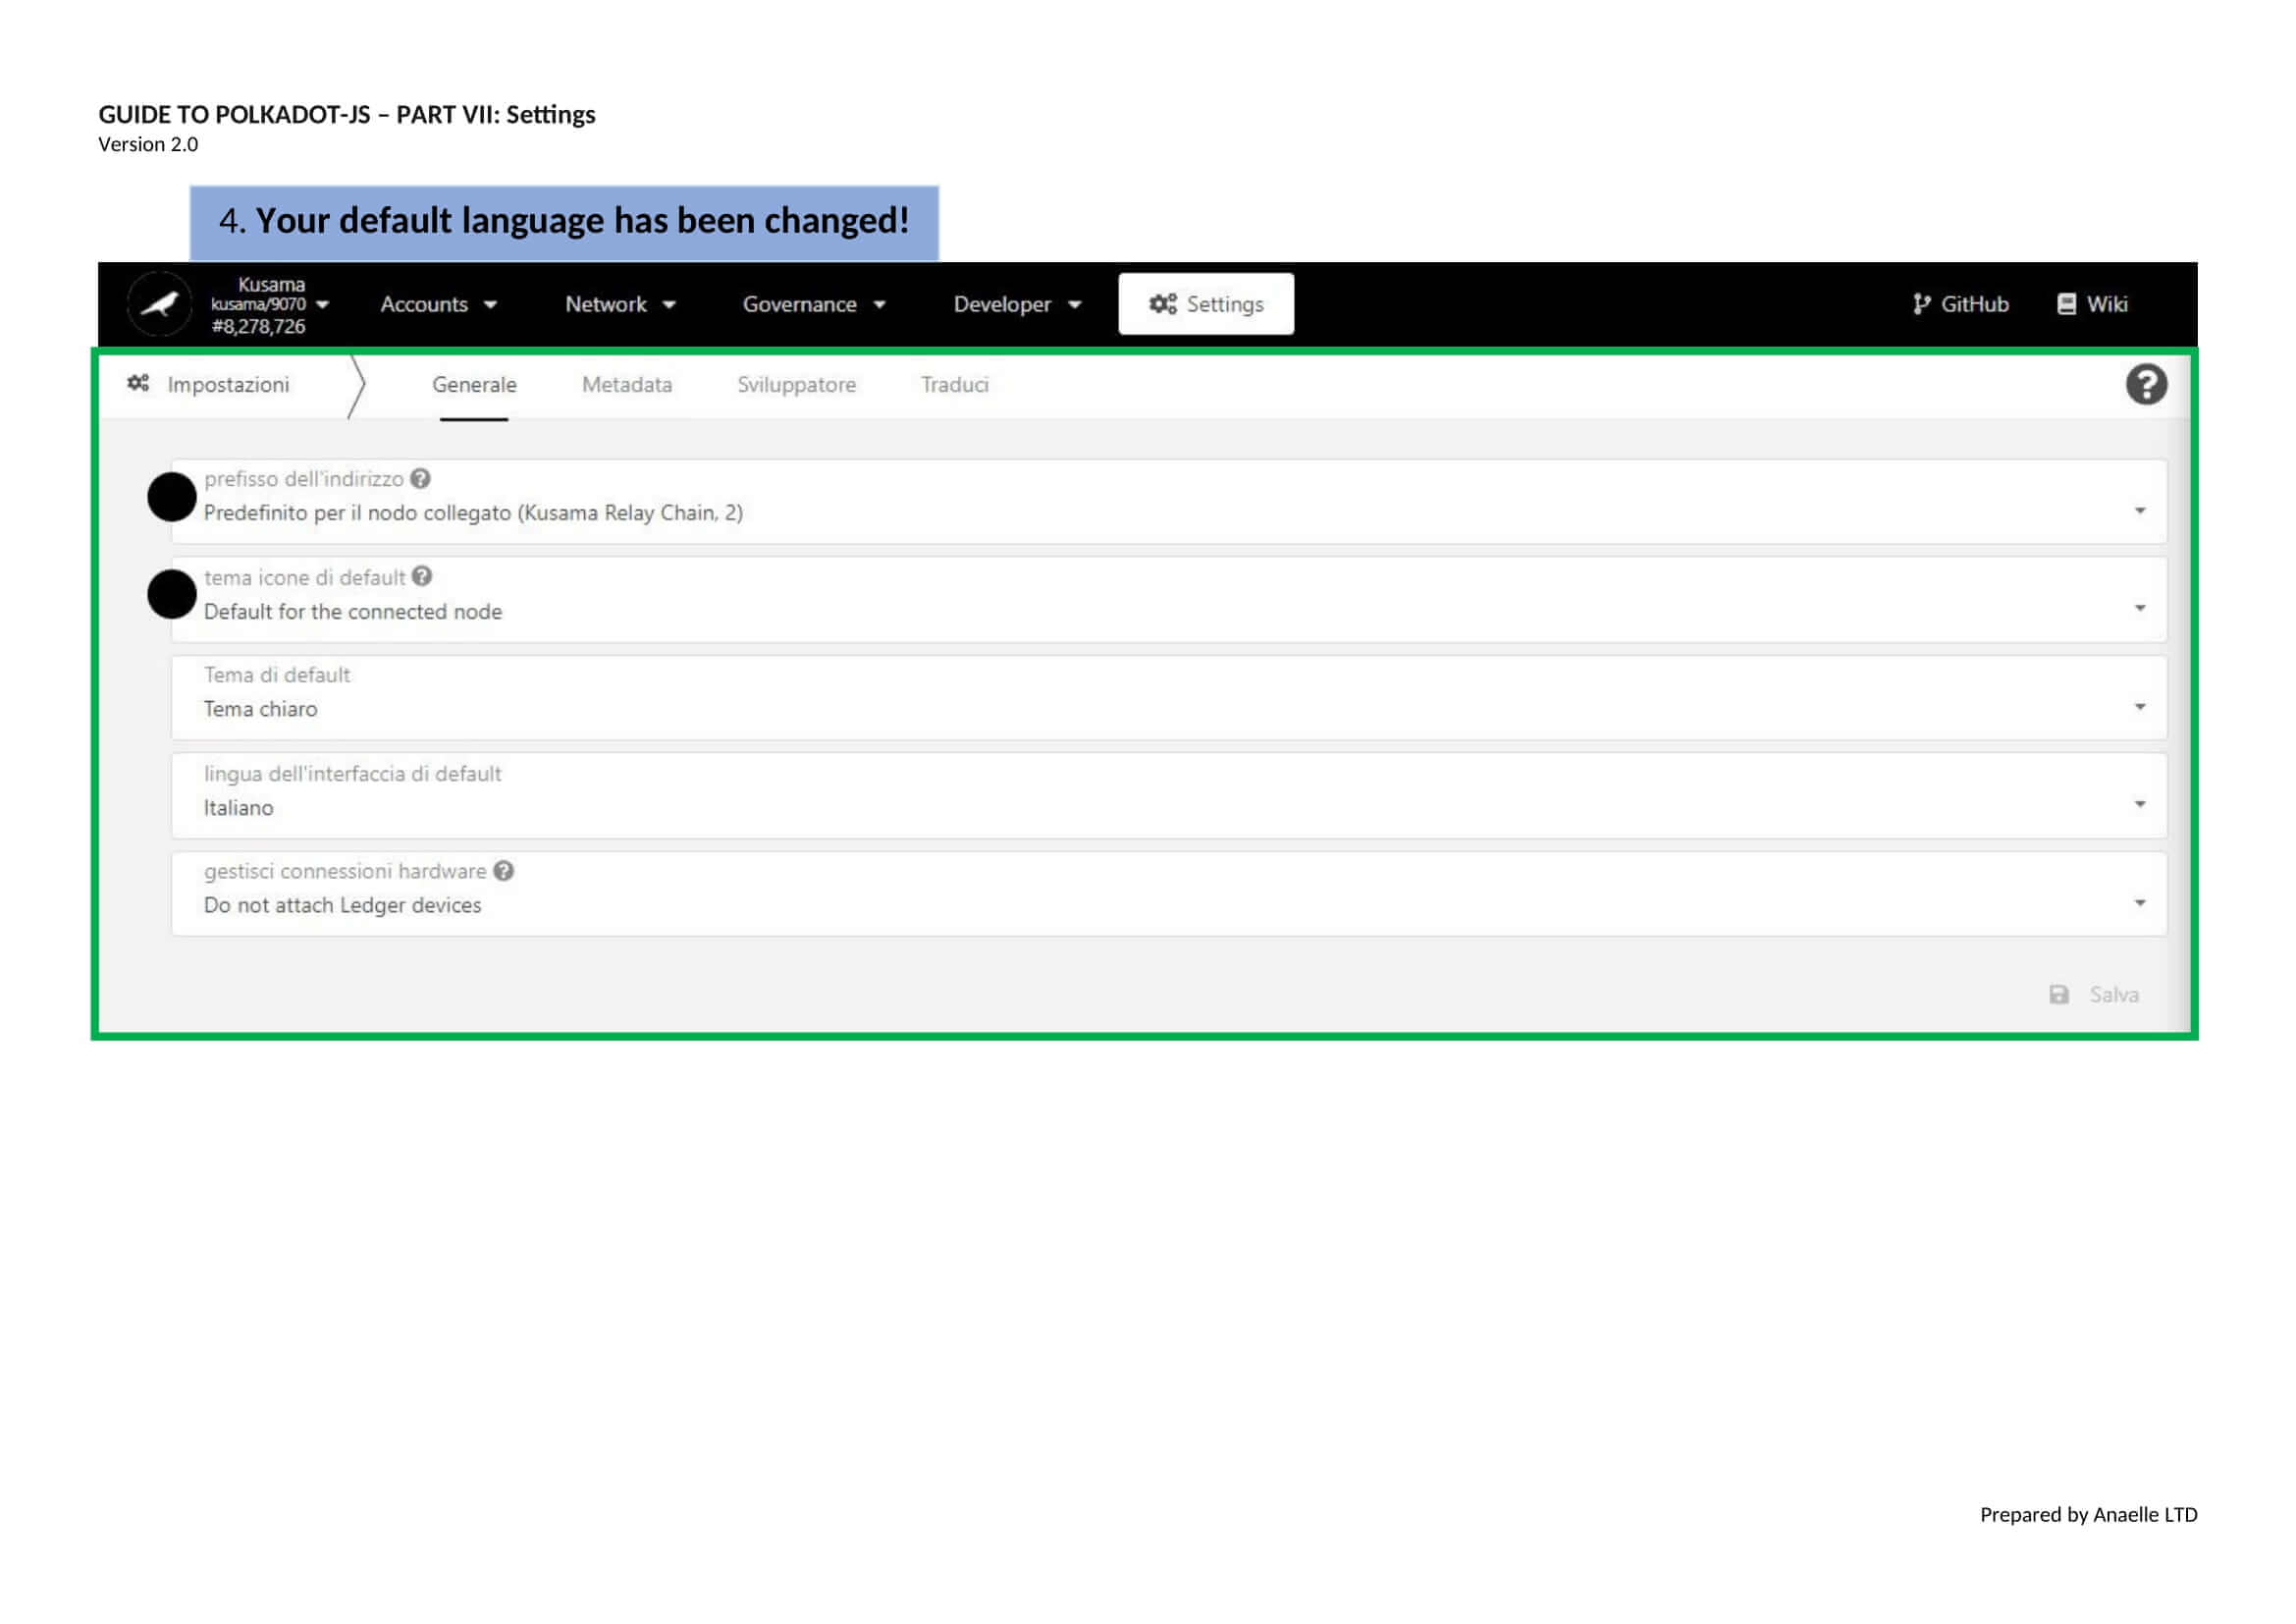 GUIDE TO POLKADOT-JS – PART VII: Settings
Version 2.0
4. Your default language has been changed!
Kusama
kusama/9070
#8,278,726
Accounts
Network
Governance
Developer
Settings
GitHub
Wiki
Impostazioni
Generale
Metadata
Sviluppatore
Traduci
prefisso dell'indirizzo
Predefinito per il nodo collegato (Kusama Relay Chain, 2)
tema icone di default
Default for the connected node
Tema di default
Tema chiaro
lingua dell'interfaccia di default
Italiano
gestisci connessioni hardware
Do not attach Ledger devices
Salva
Prepared by Anaelle LTD